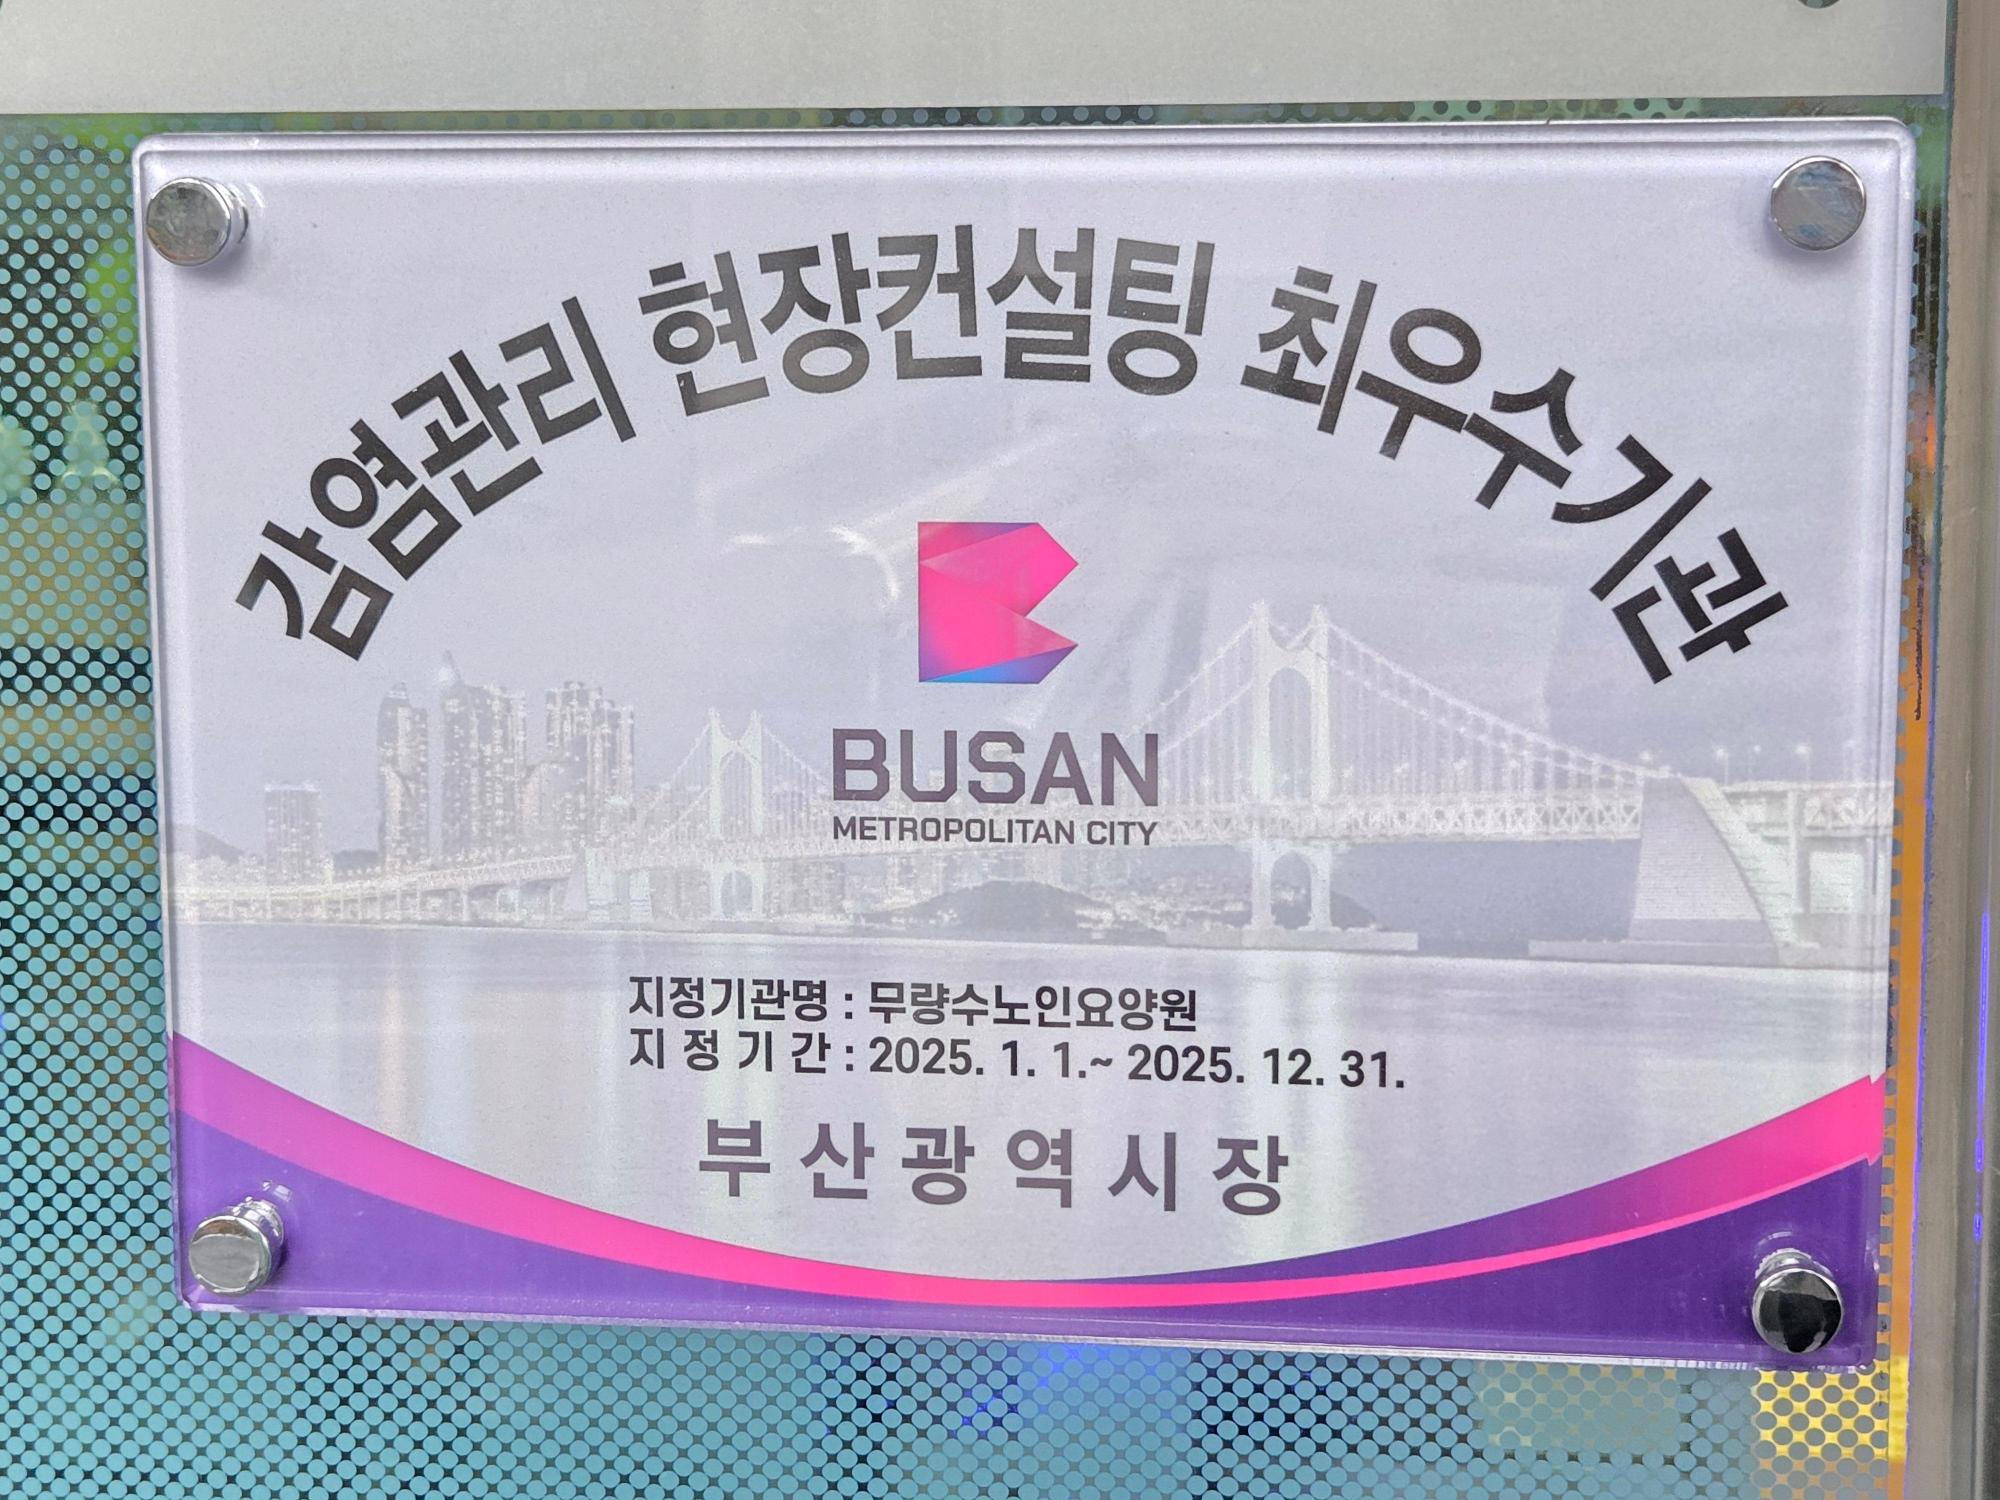 감염관리 현장컨설팅 최우수기관
BUSAN
METROPOLITAN CITY
지정기관명 : 무량수노인요양원
지 정 기 간 : 2025. 1. 1.~ 2025. 12. 31.
부 산 광 역 시 장